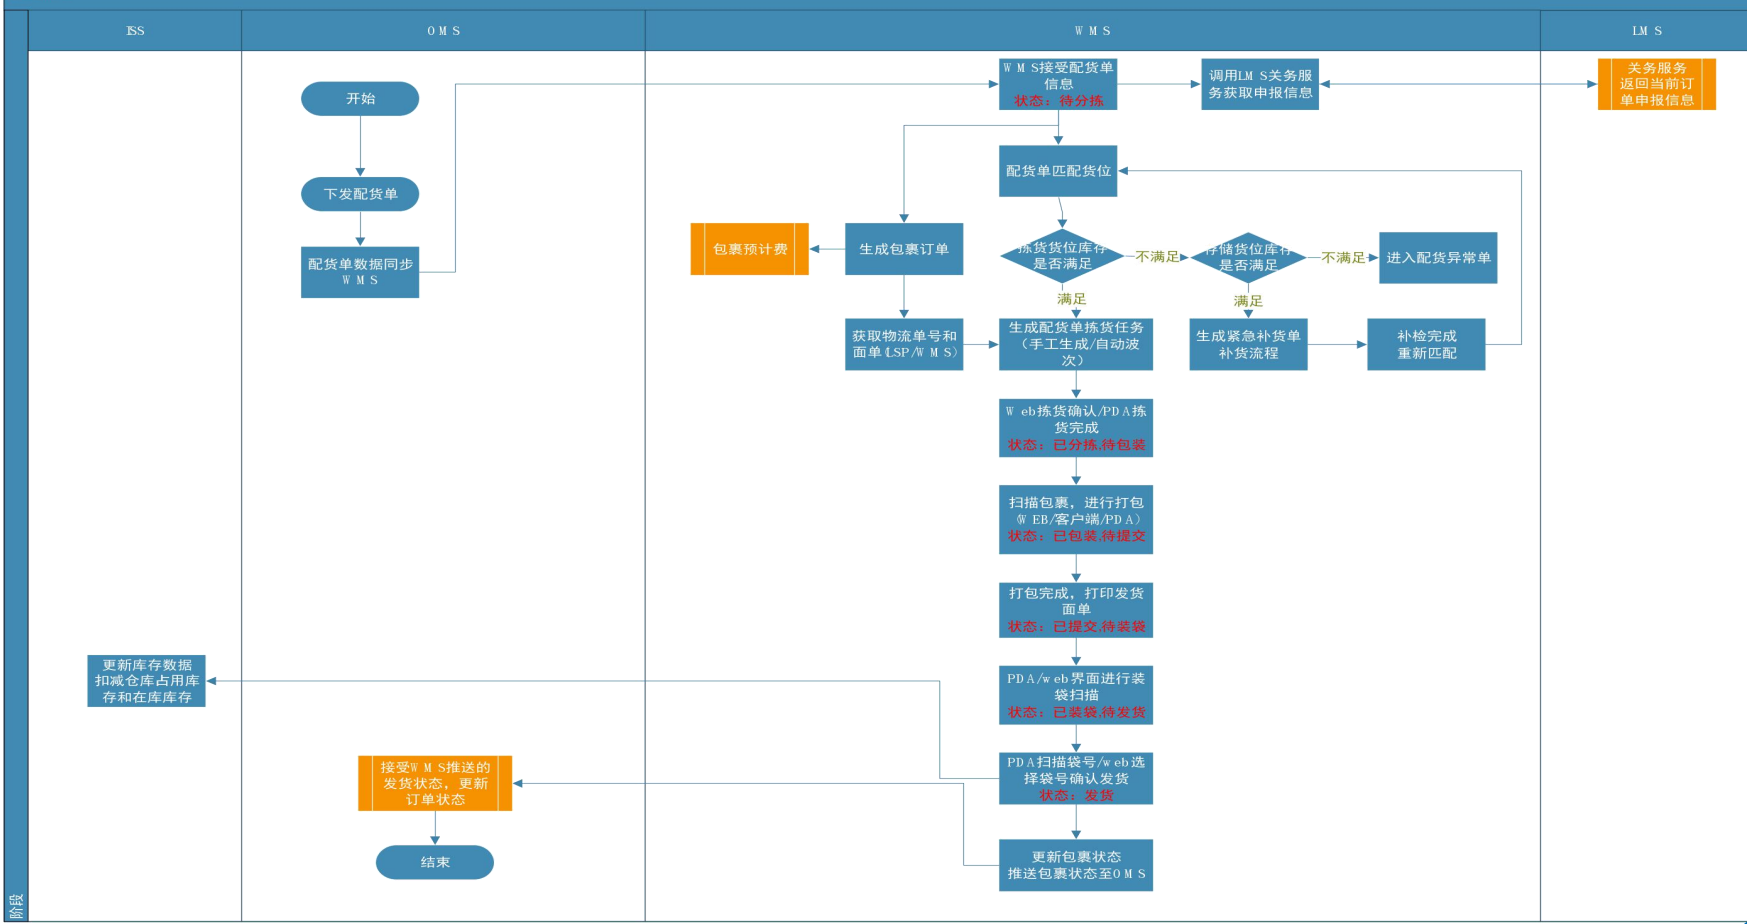 ISS
OMS
WMS
LMS
开始
下发配货单
配货单数据同步
WMS
WMS接受配货单
信息
状态：待分拣
调用LMS关务服
务获取申报信息
关务服务
返回当前订
单申报信息
配货单匹配货位
包裹预计费
生成包裹订单
拣货货位库存
是否满足
不满足
存储货位库存
是否满足
不满足
进入配货异常单
满足
满足
获取物流单号和
面单(LSP/WMS)
生成配货单拣货任务
（手工生成/自动波
次）
生成紧急补货单
补货流程
补检完成
重新匹配
Web拣货确认/PDA拣
货完成
状态：已分拣,待包装
扫描包裹，进行打包
(WEB/客户端/PDA)
状态：已包装,待提交
打包完成，打印发货
面单
状态：已提交,待装袋
更新库存数据
扣减仓库占用库
存和在库库存
PDA/web界面进行装
袋扫描
状态：已装袋,待发货
接受WMS推送的
发货状态，更新
订单状态
PDA扫描袋号/web选
择袋号确认发货
状态：发货
结束
更新包裹状态
推送包裹状态至OMS
阶段